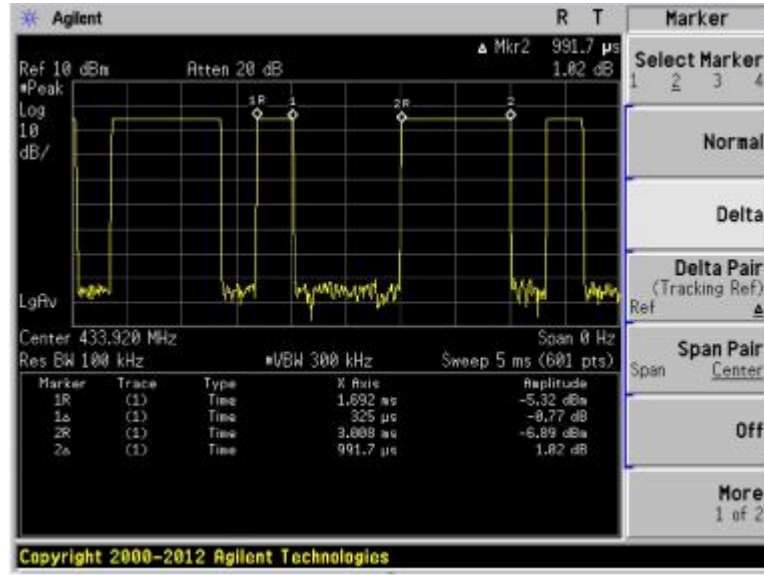 Agilent R T
Marker
Δ Mkr2 991.7 µs
Ref 10 dBm Atten 20 dB 1.02 dB
#Peak
Log
10
dB/
1R 1 2R 2
LgAv
Center 433.920 MHz Span 0 Hz
Res BW 100 kHz #VBW 300 kHz Sweep 5 ms (601 pts)
Marker Trace Type X Axis Amplitude
1R (1) Time 1.692 ms -5.32 dBm
1Δ (1) Time 325 µs -0.77 dB
2R (1) Time 3.008 ms -6.89 dBm
2Δ (1) Time 991.7 µs 1.02 dB
Select Marker
1 2 3 4
Normal
Delta
Delta Pair
(Tracking Ref)
Ref Δ
Span Pair
Span Center
Off
More
1 of 2
Copyright 2000-2012 Agilent Technologies